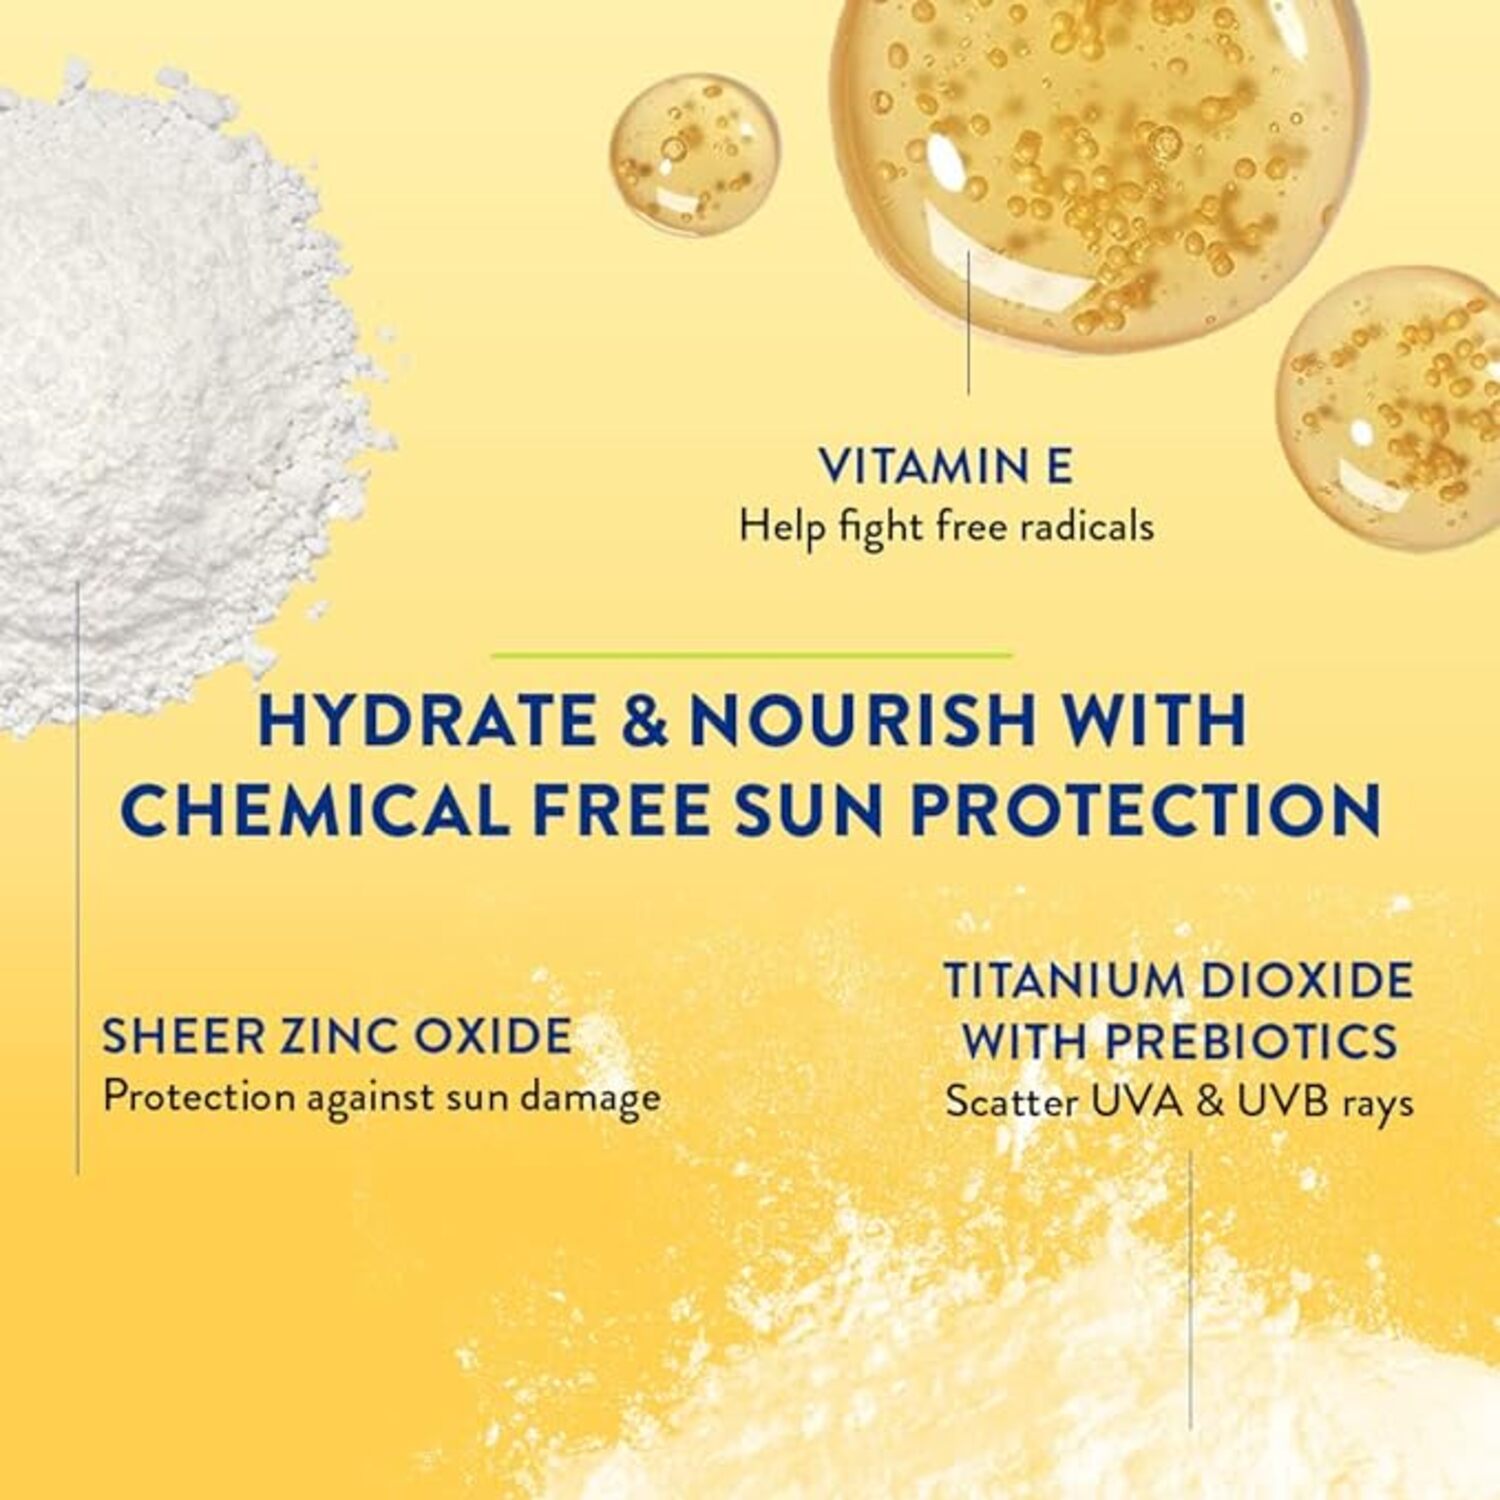 VITAMIN E
Help fight free radicals
HYDRATE & NOURISH WITH
CHEMICAL FREE SUN PROTECTION
SHEER ZINC OXIDE
Protection against sun damage
TITANIUM DIOXIDE
WITH PREBIOTICS
Scatter UVA & UVB rays